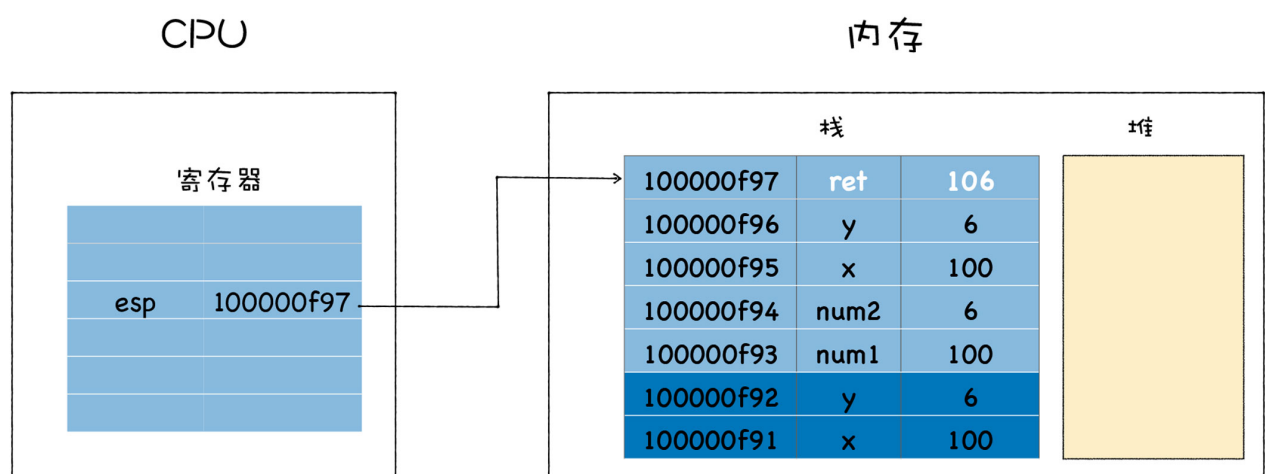 CPU
内存
寄存器
esp 100000f97
栈
堆
100000f97 ret 106
100000f96 y 6
100000f95 x 100
100000f94 num2 6
100000f93 num1 100
100000f92 y 6
100000f91 x 100